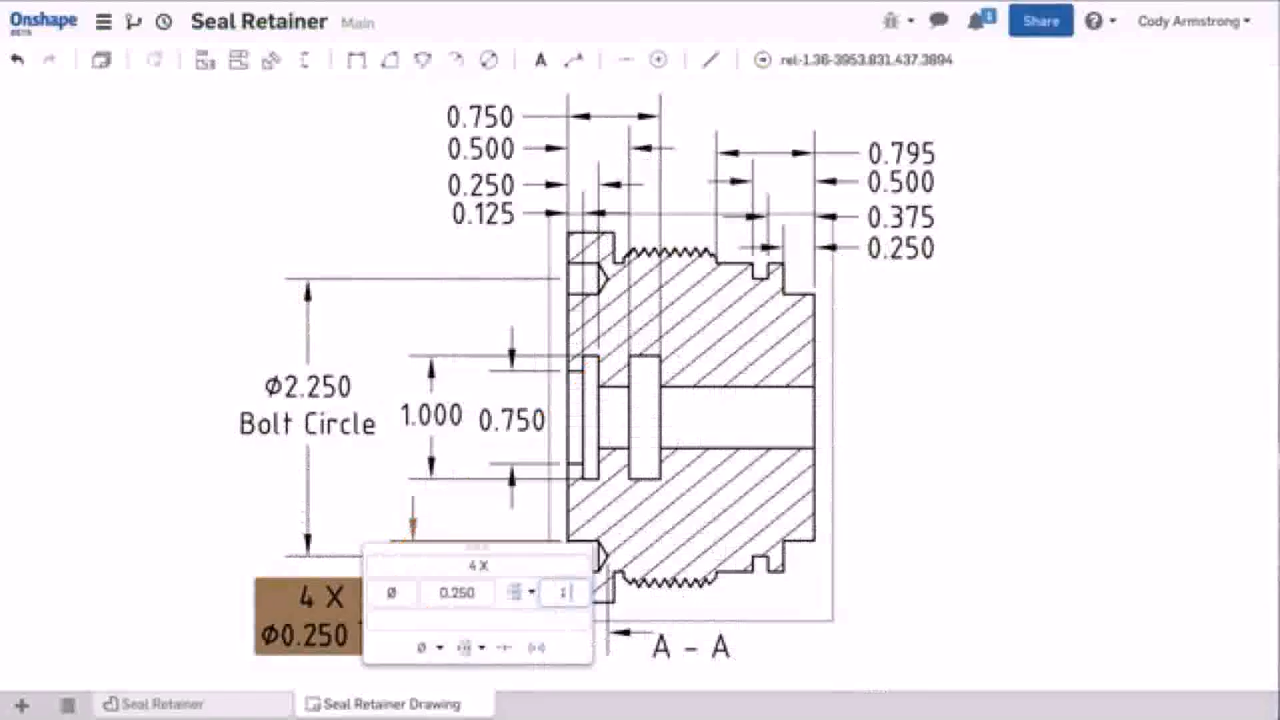 Onshape
BETA
Seal Retainer Main
1
Share
Cody Armstrong
A
rel-1.36-3953.831.437.3894
0.750
0.500
0.250
0.125
0.795
0.500
0.375
0.250
Ø2.250
Bolt Circle
1.000
0.750
4 X
Ø0.250
4 X
Ø 0.250
Ø
A - A
Seal Retainer
Seal Retainer Drawing